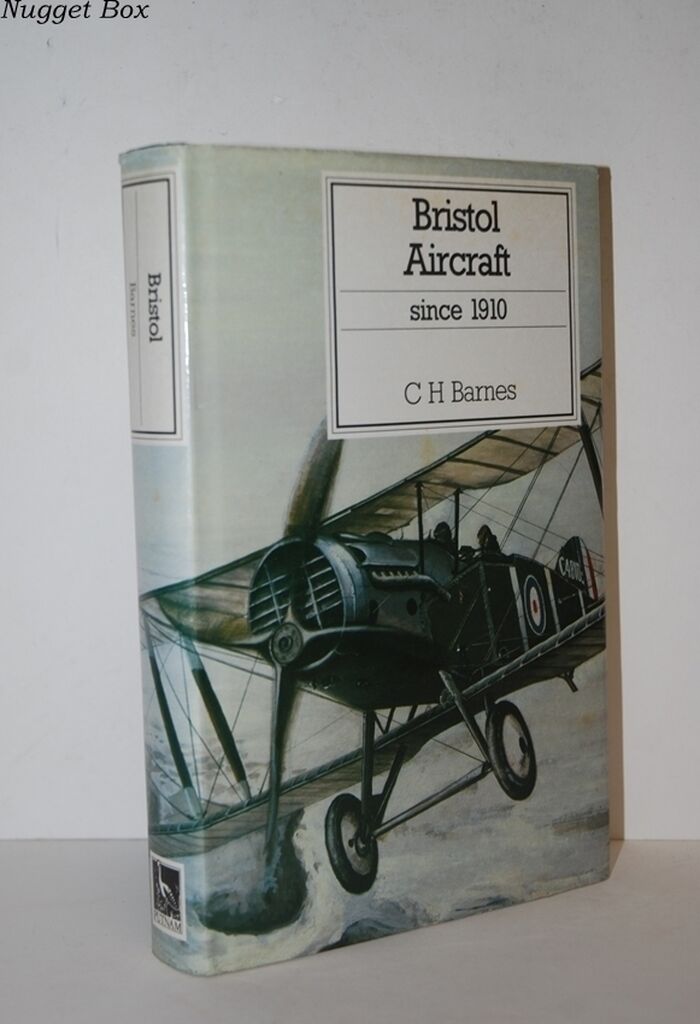 Nugget Box
Bristol
Aircraft
since 1910
C H Barnes
Bristol
Barnes
PUTNAM